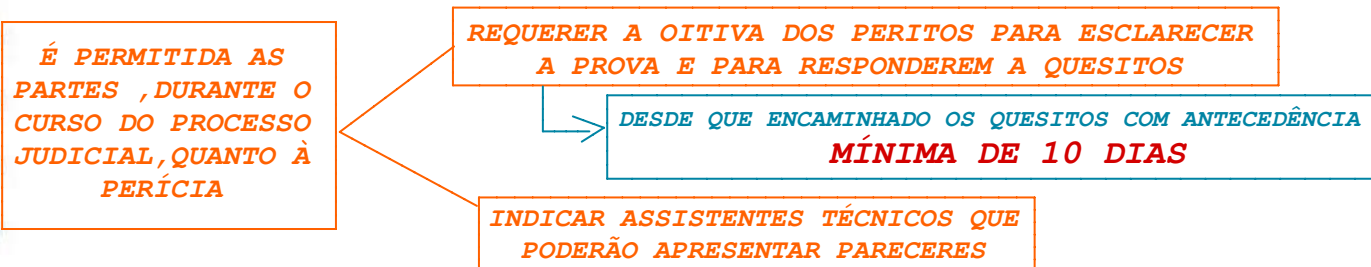 É PERMITIDA AS
PARTES ,DURANTE O
CURSO DO PROCESSO
JUDICIAL,QUANTO À
PERÍCIA
REQUERER A OITIVA DOS PERITOS PARA ESCLARECER
A PROVA E PARA RESPONDEREM A QUESITOS
DESDE QUE ENCAMINHADO OS QUESITOS COM ANTECEDÊNCIA
MÍNIMA DE 10 DIAS
INDICAR ASSISTENTES TÉCNICOS QUE
PODERÃO APRESENTAR PARECERES